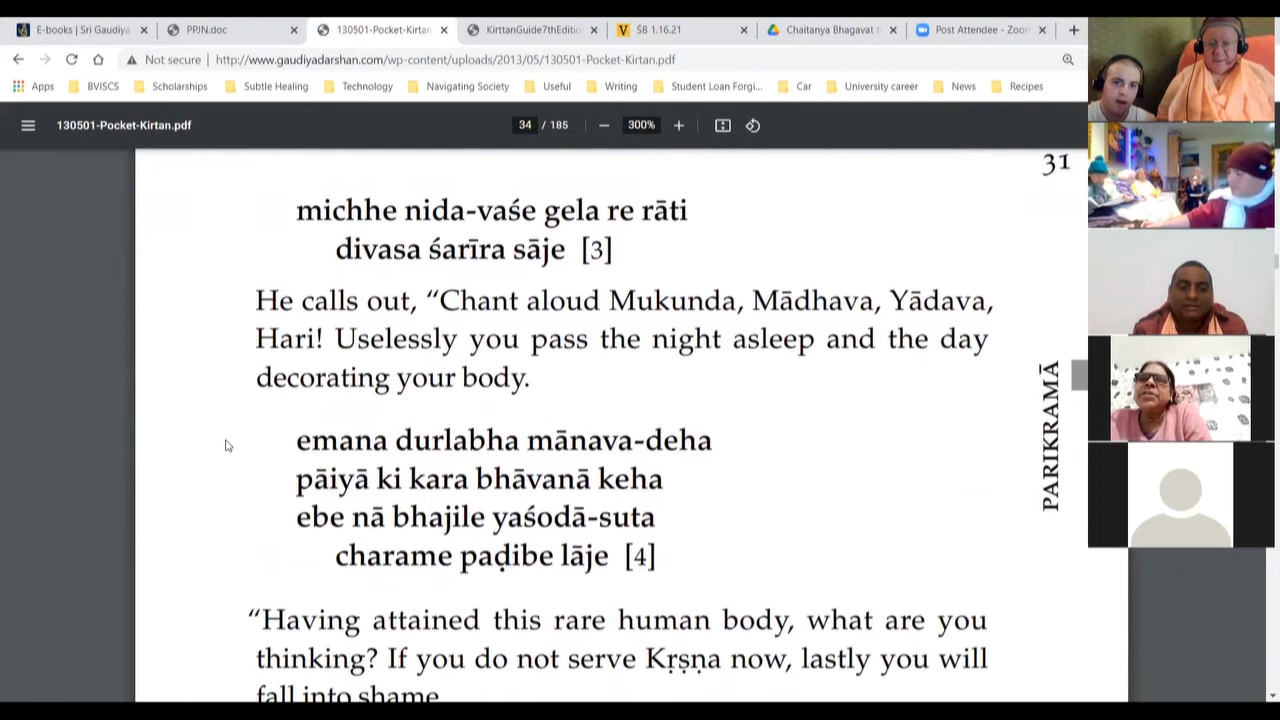 E-books | Sri Gaudiya
PPJN.doc
130501-Pocket-Kirtan
KirttanGuide7thEditio
ŚB 1.16.21
Chaitanya Bhagavat t
Post Attendee - Zoom
Not secure | http://www.gaudiyadarshan.com/wp-content/uploads/2013/05/130501-Pocket-Kirtan.pdf
Apps BVISCS Scholarships Subtle Healing Technology Navigating Society Useful Writing Student Loan Forgi... Car University career News Recipes
130501-Pocket-Kirtan.pdf 34 / 185 300%
31
michhe nida-vaśe gela re rāti
divasa śarīra sāje [3]
He calls out, “Chant aloud Mukunda, Mādhava, Yādava,
Hari! Uselessly you pass the night asleep and the day
decorating your body.
emana durlabha mānava-deha
pāiyā ki kara bhāvanā keha
ebe nā bhajile yaśodā-suta
charame paḍibe lāje [4]
“Having attained this rare human body, what are you
thinking? If you do not serve Kṛṣṇa now, lastly you will
fall into shame
PARIKRAMĀ